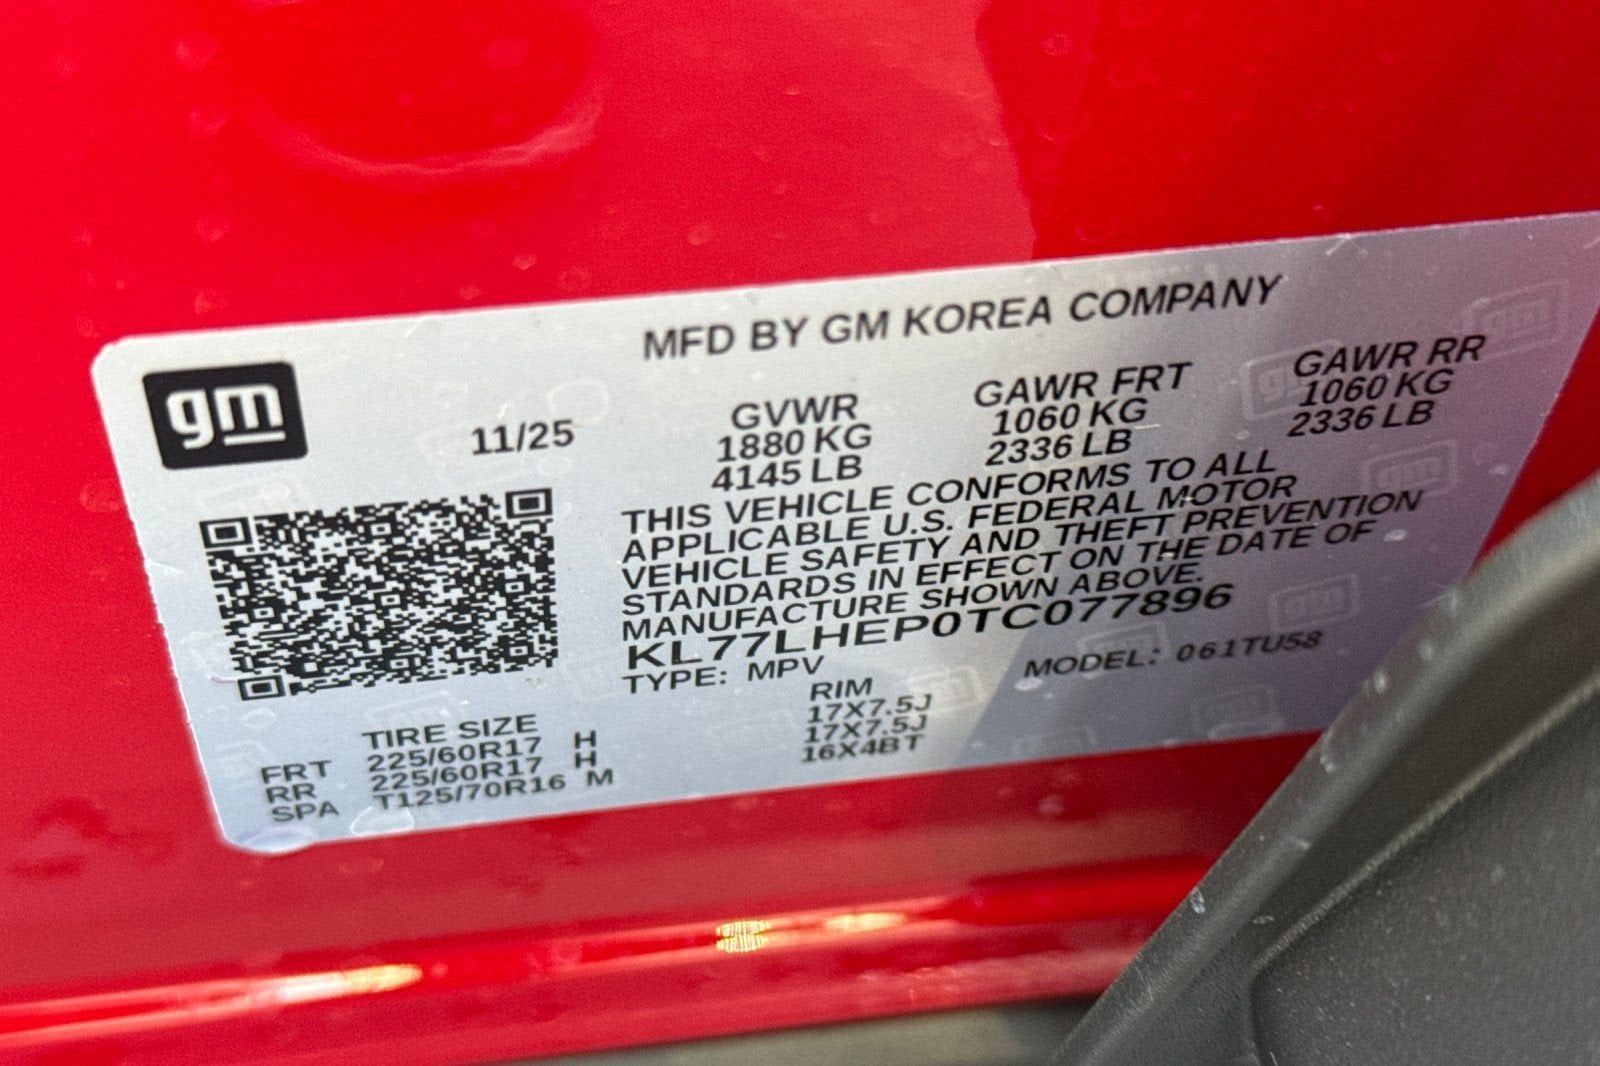 MFD BY GM KOREA COMPANY
gm
11/25
GVWR GAWR FRT GAWR RR
1880 KG 1060 KG 1060 KG
4145 LB 2336 LB 2336 LB
THIS VEHICLE CONFORMS TO ALL
APPLICABLE U.S. FEDERAL MOTOR
VEHICLE SAFETY AND THEFT PREVENTION
STANDARDS IN EFFECT ON THE DATE OF
MANUFACTURE SHOWN ABOVE.
KL77LHEP0TC077896
TYPE: MPV MODEL: 061TU58
TIRE SIZE RIM
FRT 225/60R17 H 17X7.5J
RR 225/60R17 H 17X7.5J
SPA T125/70R16 M 16X4BT